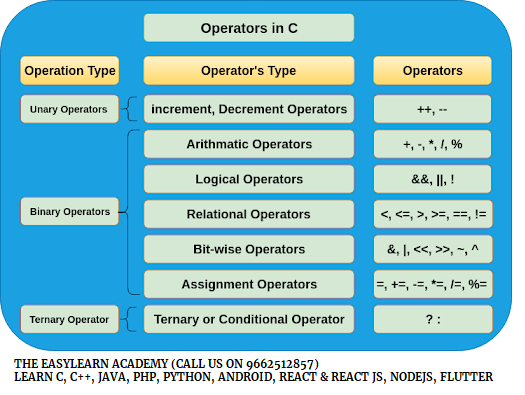 Operators in C
Operation Type Operator's Type Operators
Unary Operators increment, Decrement Operators ++, --
Arithmatic Operators +, -, *, /, %
Logical Operators &&, ||, !
Binary Operators Relational Operators <, <=, >, >=, ==, !=
Bit-wise Operators &, |, <<, >>, ~, ^
Assignment Operators =, +=, -=, *=, /=, %=
Ternary Operator Ternary or Conditional Operator ? :
THE EASYLEARN ACADEMY (CALL US ON 9662512857)
LEARN C, C++, JAVA, PHP, PYTHON, ANDROID, REACT & REACT JS, NODEJS, FLUTTER